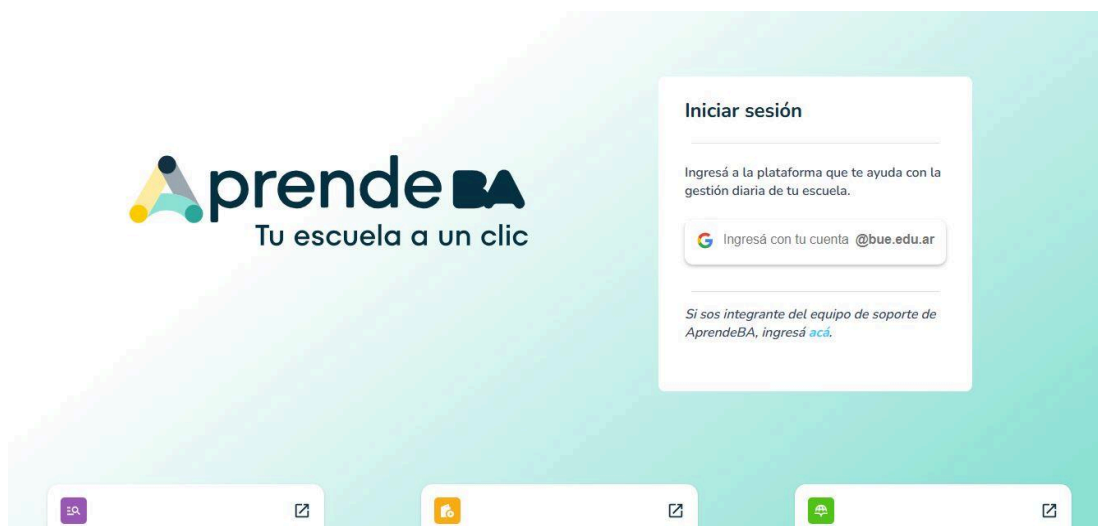 AprendeBA
Tu escuela a un clic
Iniciar sesión
Ingresá a la plataforma que te ayuda con la
gestión diaria de tu escuela.
Ingresá con tu cuenta @bue.edu.ar
Si sos integrante del equipo de soporte de
AprendeBA, ingresá acá.